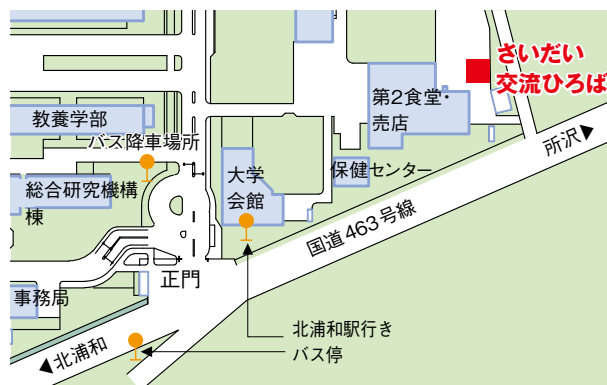 さいだい
交流ひろば
第2食堂・
売店
所沢▶
教養学部
バス降車場所
大学
会館
保健センター
総合研究機構
棟
国道463号線
正門
事務局
北浦和駅行き
バス停
◀北浦和